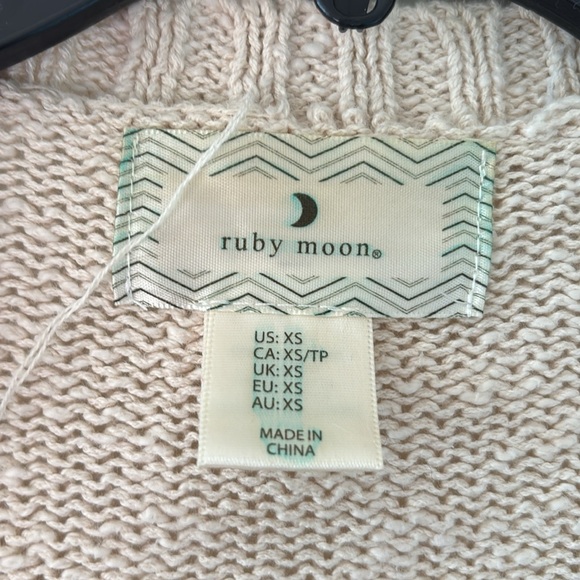 ruby moon®
US: XS
CA: XS/TP
UK: XS
EU: XS
AU: XS
MADE IN
CHINA